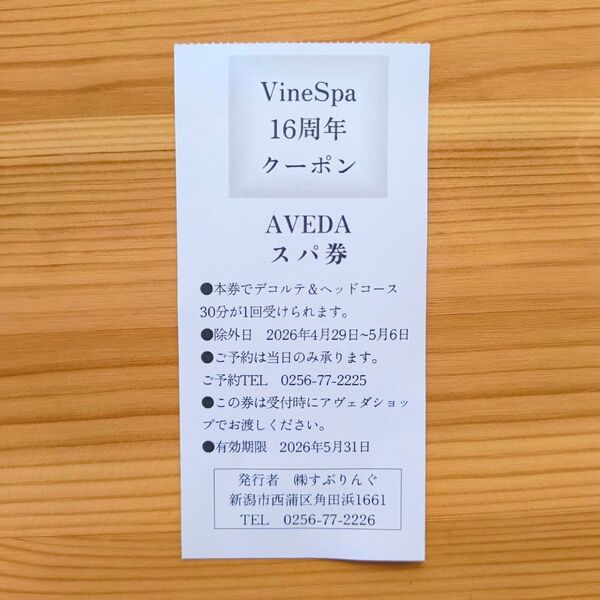 VineSpa
16周年
クーポン
AVEDA
スパ券
●本券でデコルテ＆ヘッドコース
30分が1回受けられます。
●除外日　2026年4月29日~5月6日
●ご予約は当日のみ承ります。
ご予約TEL　0256-77-2225
●この券は受付時にアヴェダショッ
プでお渡しください。
●有効期限　2026年5月31日
発行者　㈱すぷりんぐ
新潟市西蒲区角田浜1661
TEL　0256-77-2226